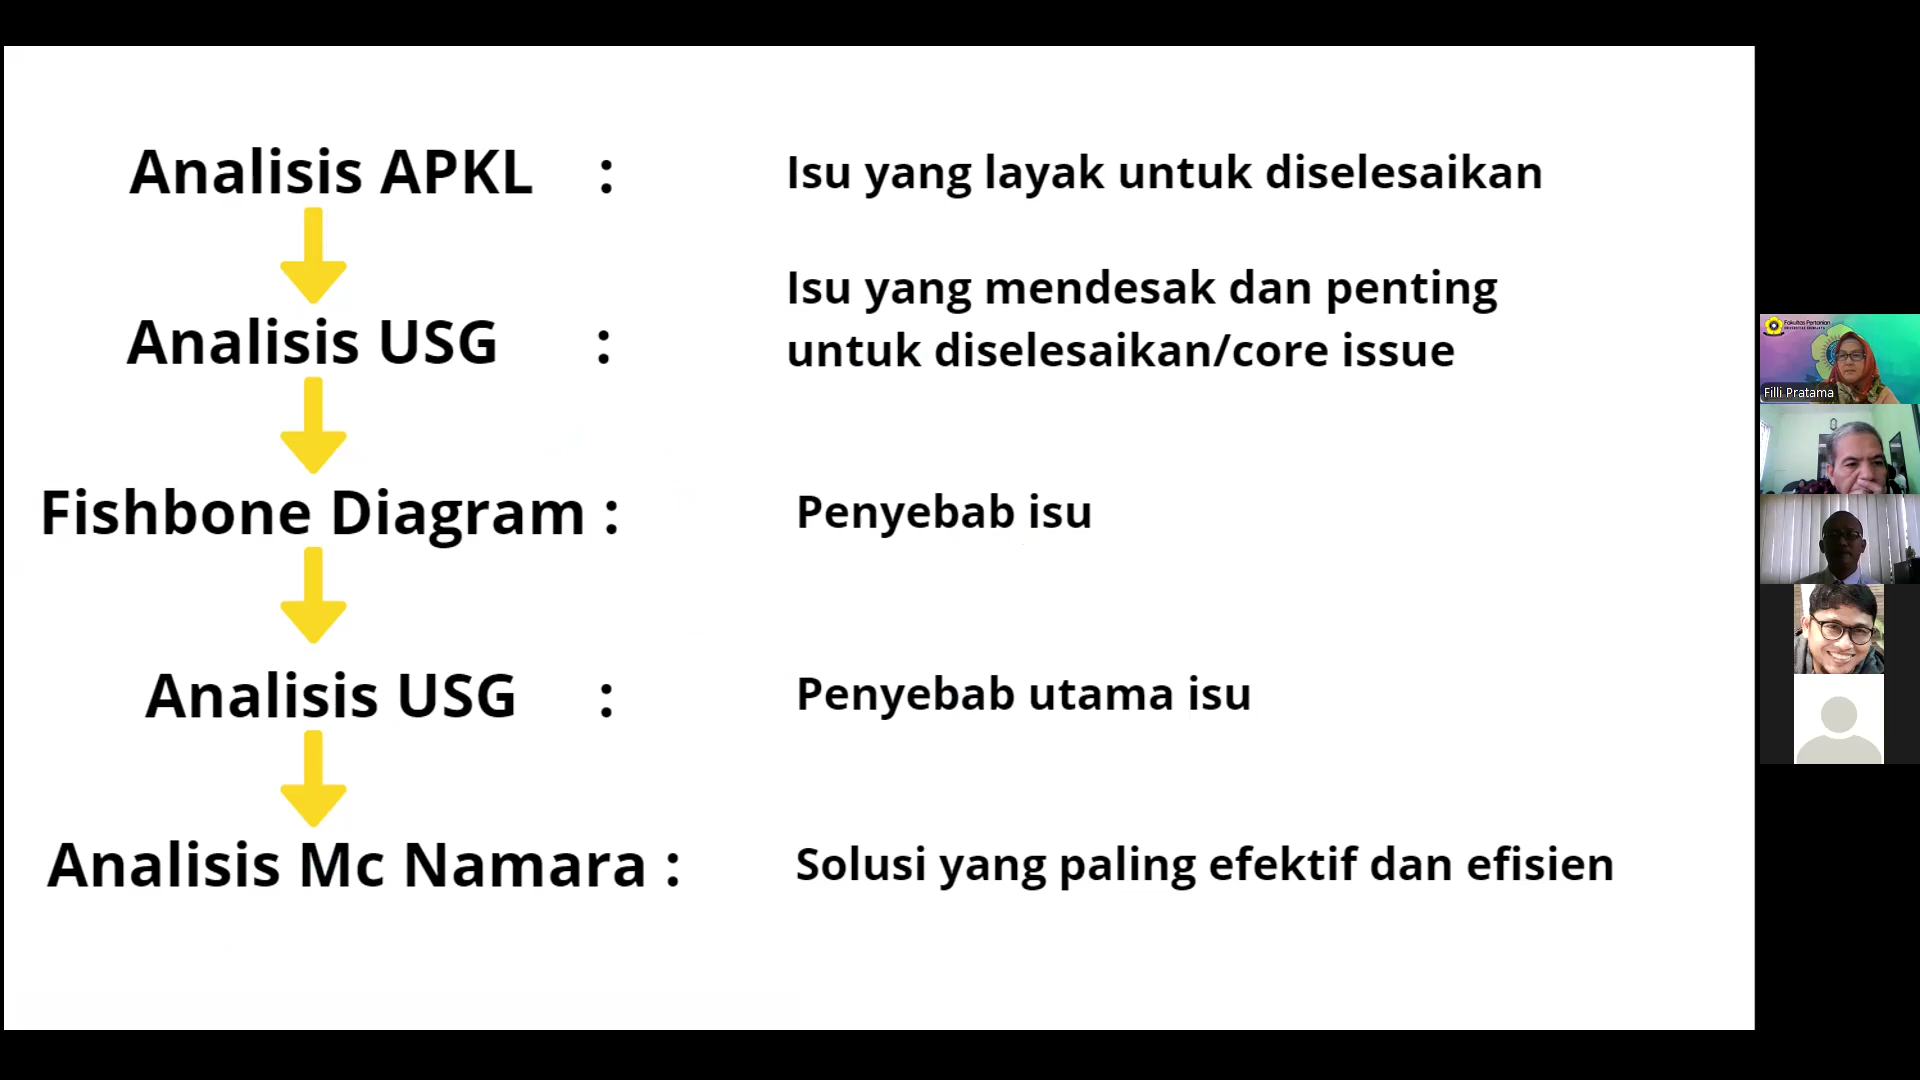 Analisis APKL : Isu yang layak untuk diselesaikan
Isu yang mendesak dan penting
Analisis USG : untuk diselesaikan/core issue
Fishbone Diagram : Penyebab isu
Analisis USG : Penyebab utama isu
Analisis Mc Namara : Solusi yang paling efektif dan efisien
Fakultas Pertanian
Filli Pratama